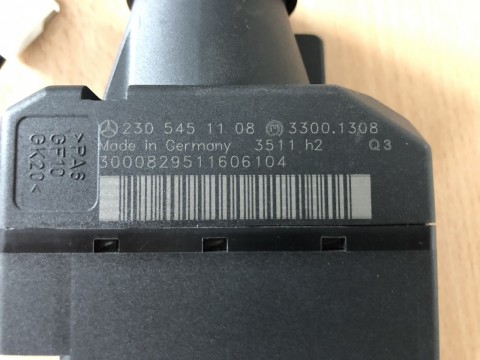 230 545 11 08 3300.1308
Made in Germany 3511 h2 Q3
3000829511606104
>PA6
GF10
GK20<